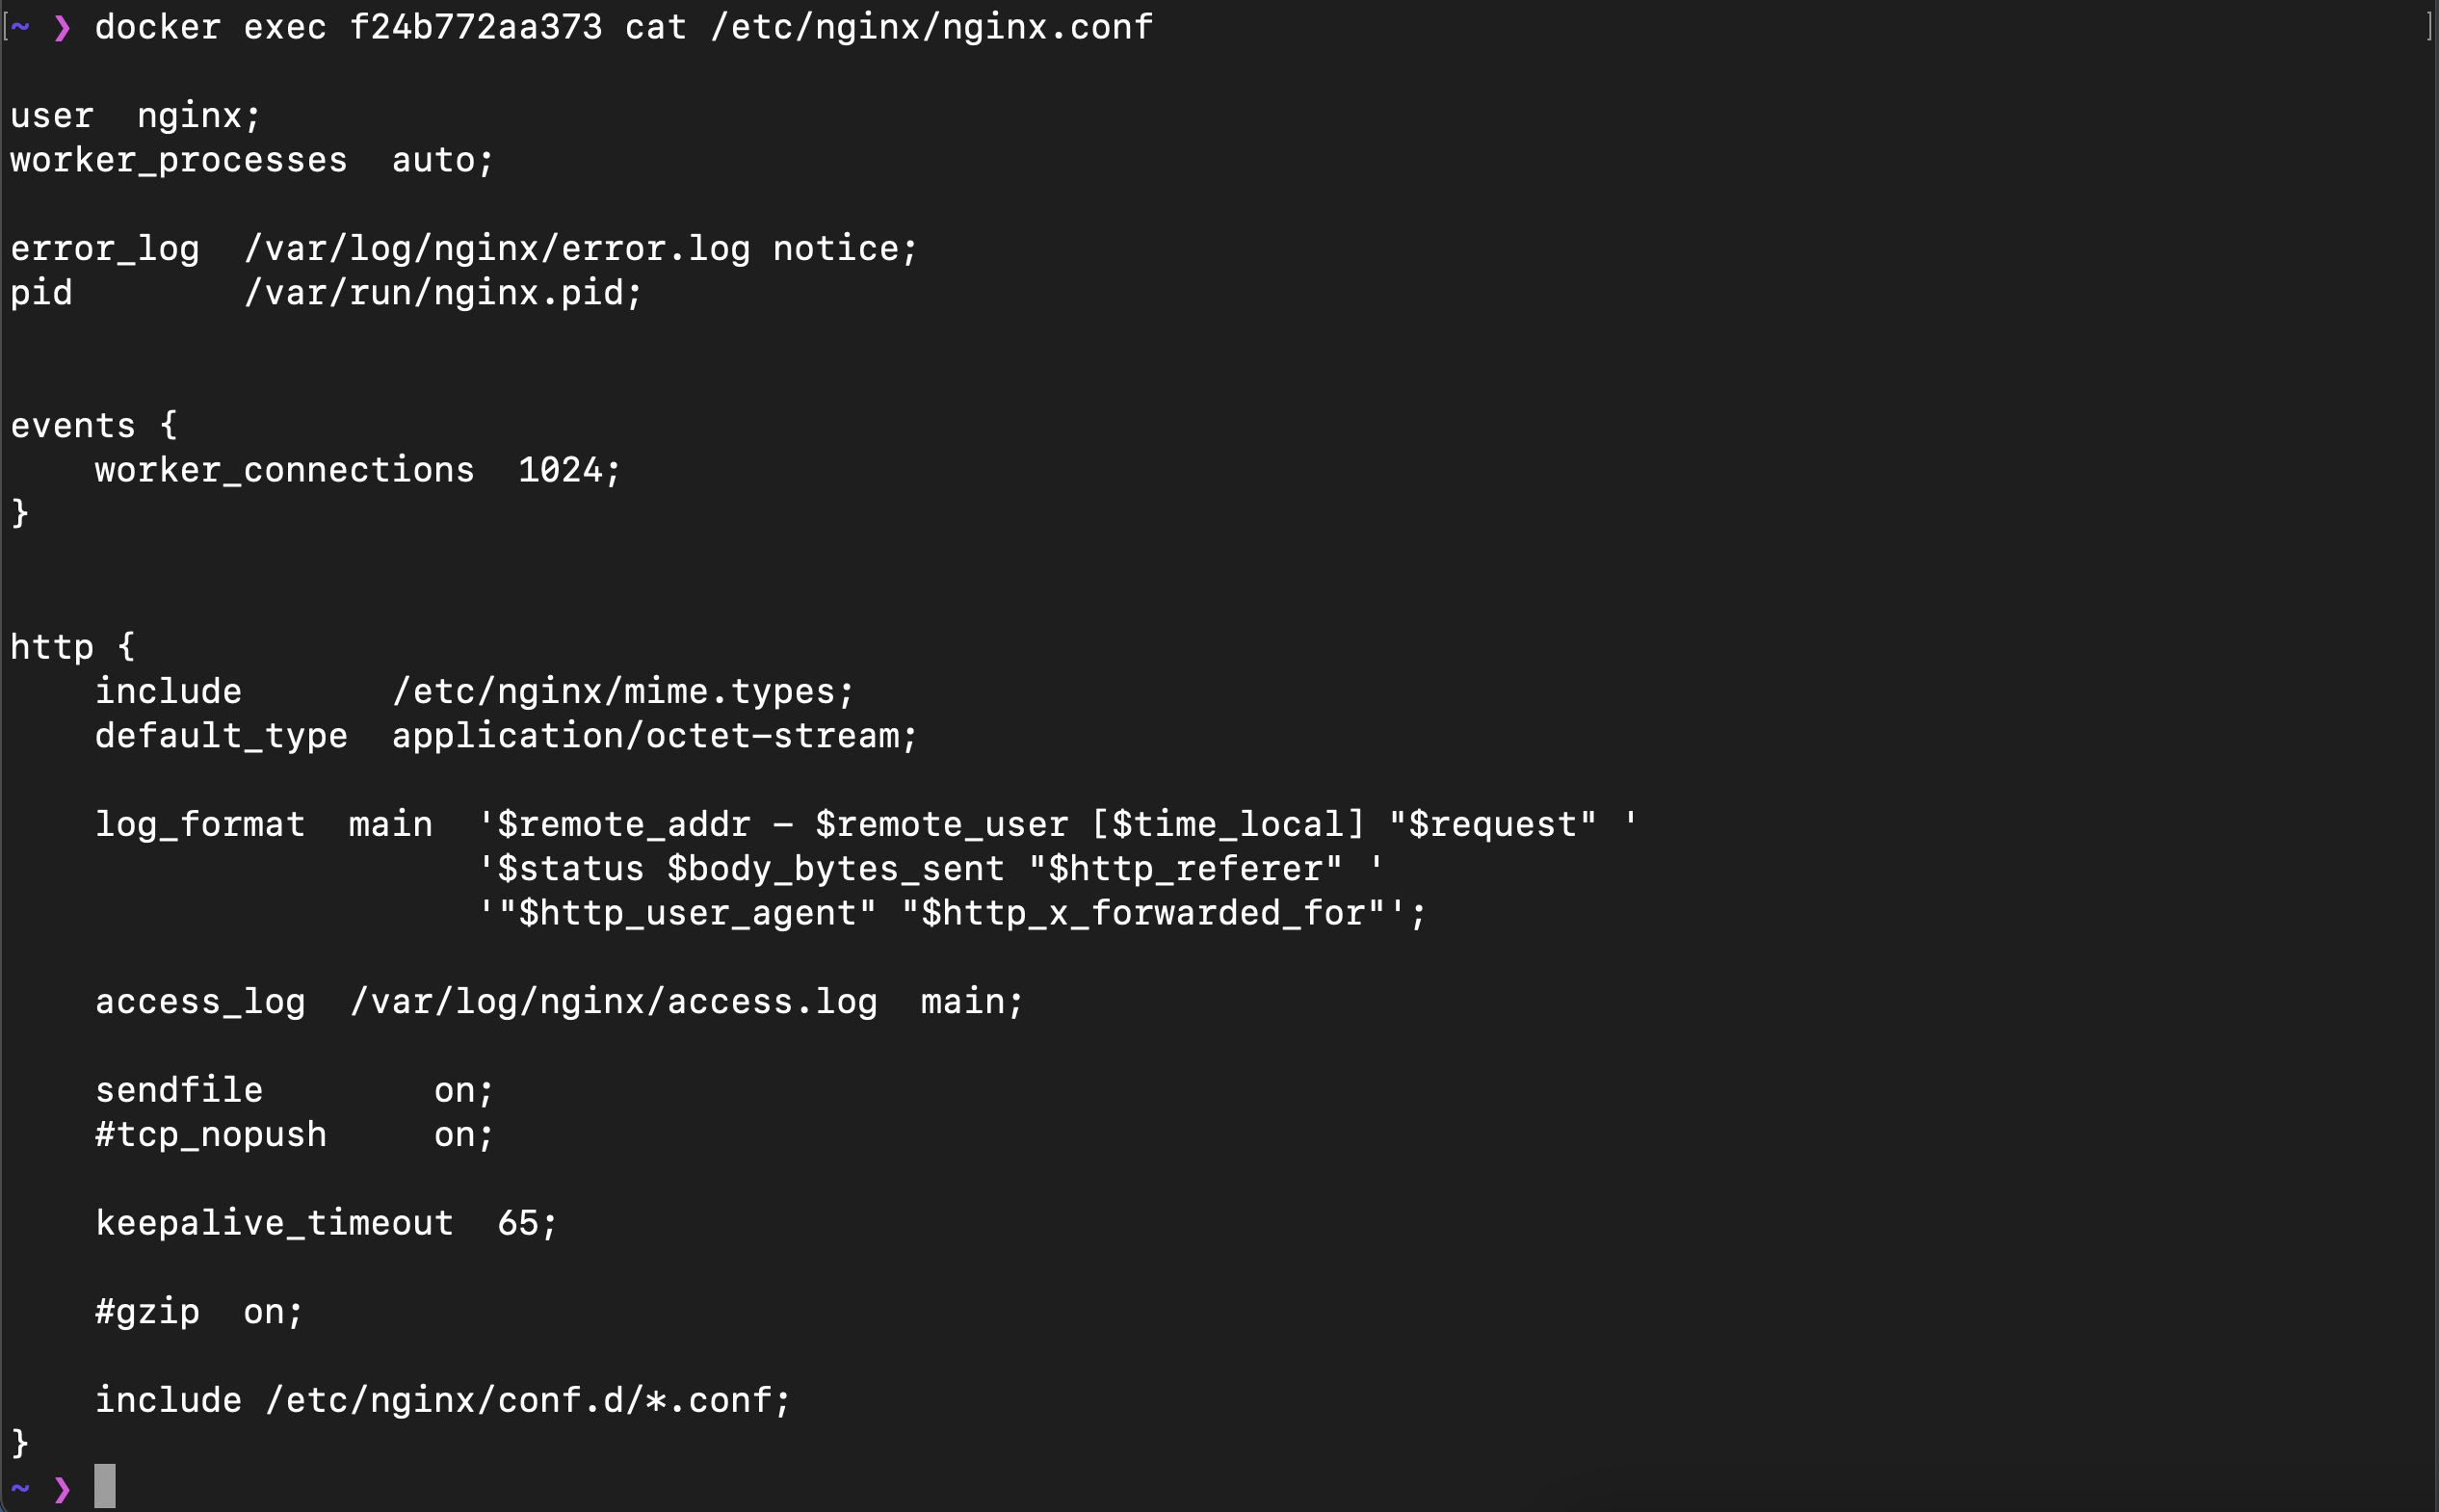 ~ ❯ docker exec f24b772aa373 cat /etc/nginx/nginx.conf
user  nginx;
worker_processes  auto;
error_log  /var/log/nginx/error.log notice;
pid        /var/run/nginx.pid;
events {
    worker_connections  1024;
}
http {
    include       /etc/nginx/mime.types;
    default_type  application/octet-stream;
    log_format  main  '$remote_addr - $remote_user [$time_local] "$request" '
                      '$status $body_bytes_sent "$http_referer" '
                      '"$http_user_agent" "$http_x_forwarded_for"';
    access_log  /var/log/nginx/access.log  main;
    sendfile        on;
    #tcp_nopush     on;
    keepalive_timeout  65;
    #gzip  on;
    include /etc/nginx/conf.d/*.conf;
}
~ ❯